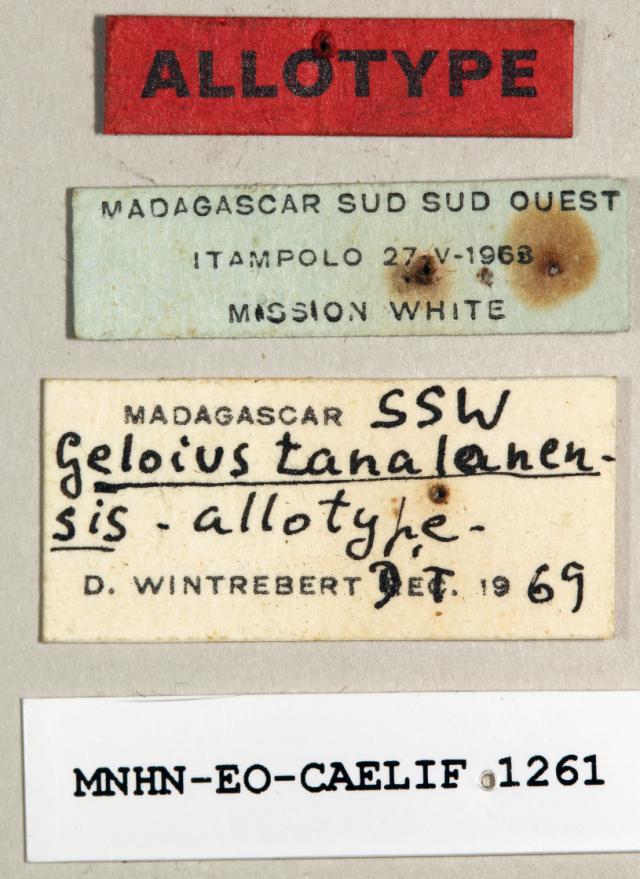 ALLOTYPE
MADAGASCAR SUD SUD OUEST
ITAMPOLO 27 V-1968
MISSION WHITE
MADAGASCAR SSW
Geloius tanalanen-
sis - allotype -
D. WINTREBERT DET. 1969
MNHN-EO-CAELIF 1261